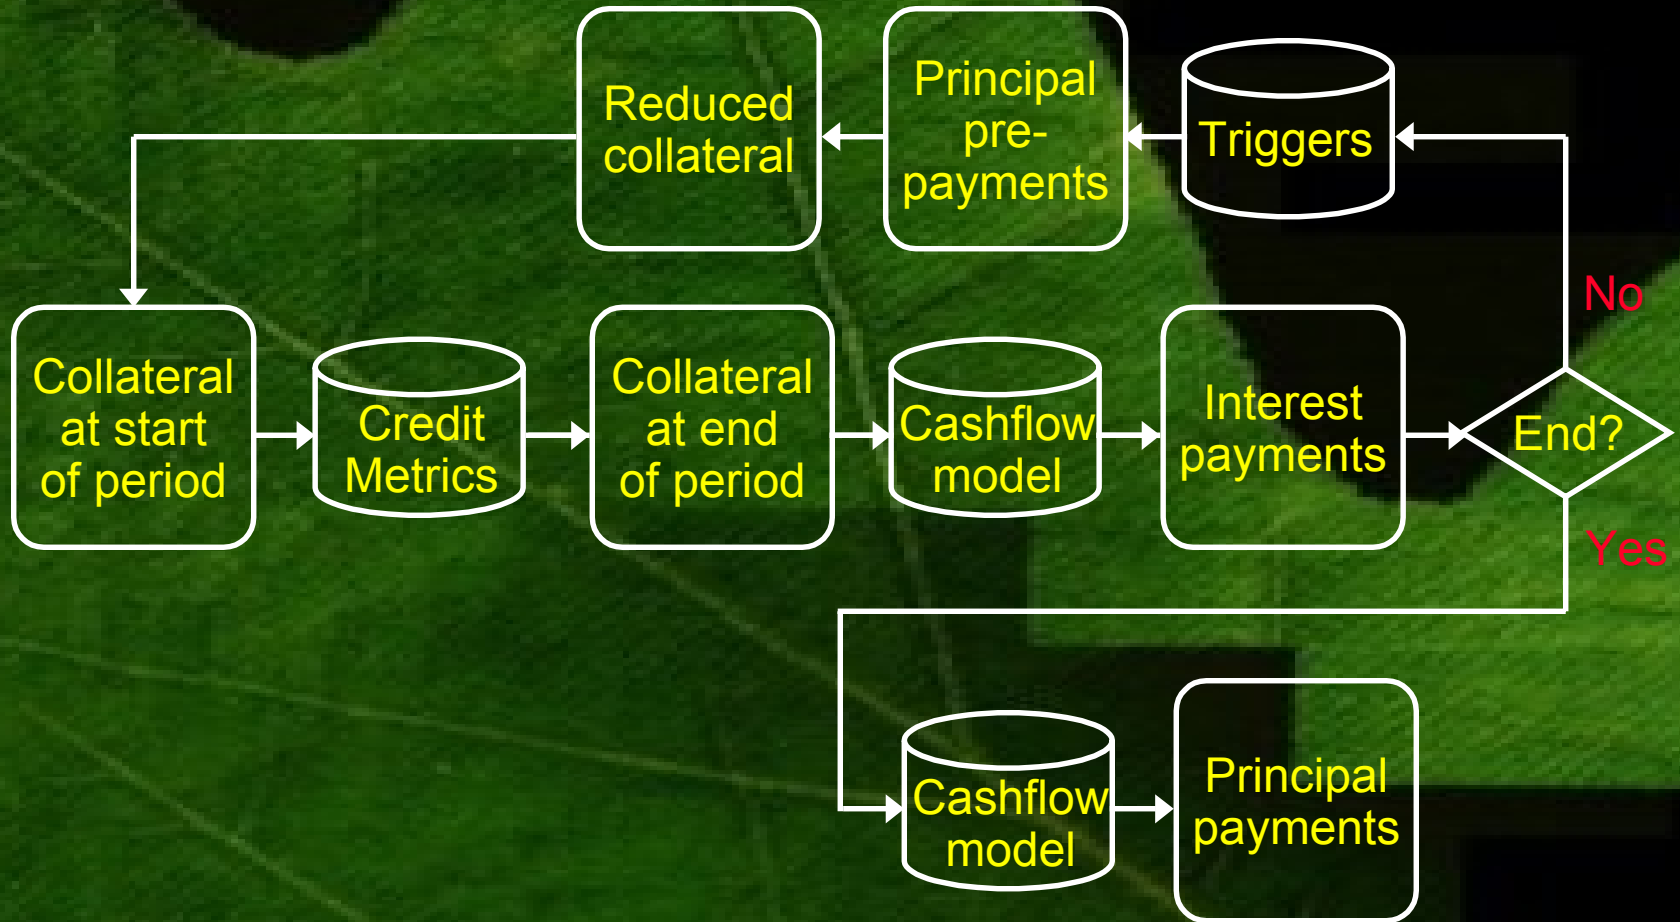 Reduced
collateral
Principal
pre-
payments
Triggers
No
Collateral
at start
of period
Credit
Metrics
Collateral
at end
of period
Cashflow
model
Interest
payments
End?
Yes
Cashflow
model
Principal
payments